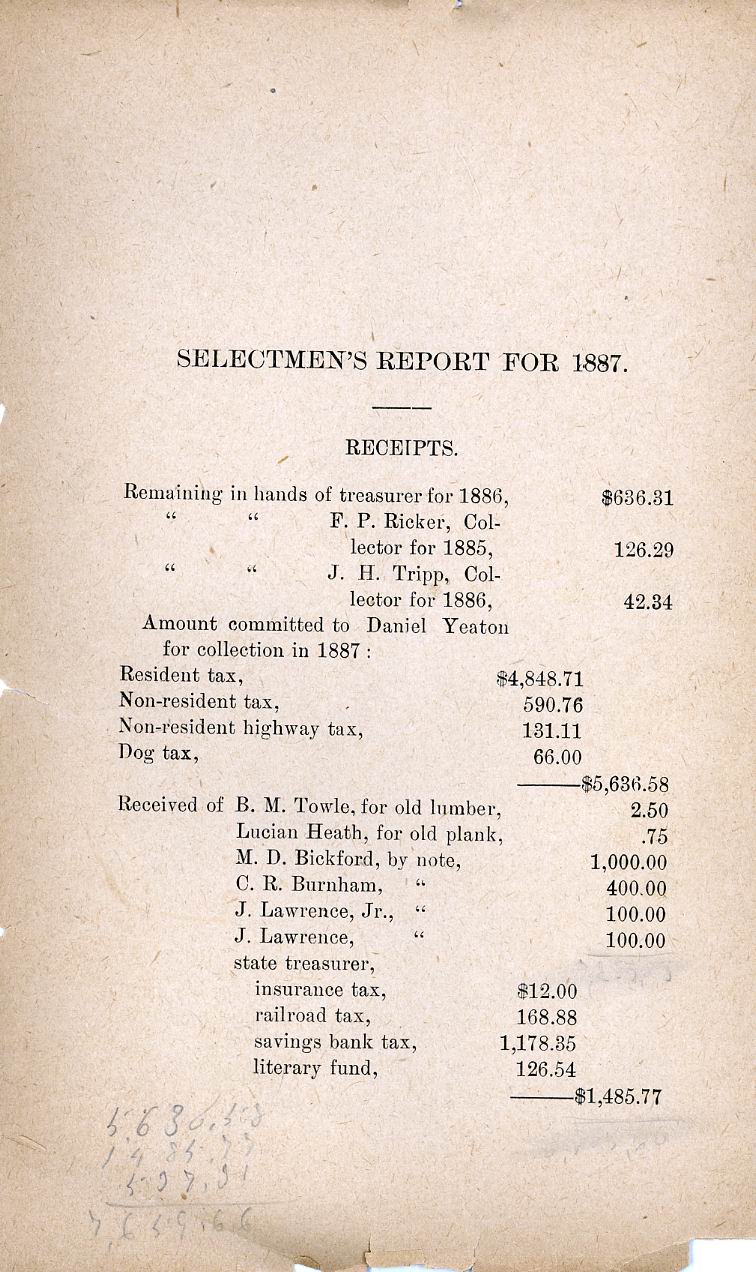 SELECTMEN'S REPORT FOR 1887.
RECEIPTS.
Remaining in hands of treasurer for 1886, $636.31
“ “ F. P. Ricker, Col-
lector for 1885, 126.29
“ “ J. H. Tripp, Col-
lector for 1886, 42.34
Amount committed to Daniel Yeaton
for collection in 1887 :
Resident tax, $4,848.71
Non-resident tax, 590.76
Non-resident highway tax, 131.11
Dog tax, 66.00
——$5,636.58
Received of B. M. Towle, for old lumber, 2.50
Lucian Heath, for old plank, .75
M. D. Bickford, by note, 1,000.00
C. R. Burnham, “ 400.00
J. Lawrence, Jr., “ 100.00
J. Lawrence, “ 100.00
state treasurer,
insurance tax, $12.00
railroad tax, 168.88
savings bank tax, 1,178.35
literary fund, 126.54
——$1,485.77
5636.58
1485.77